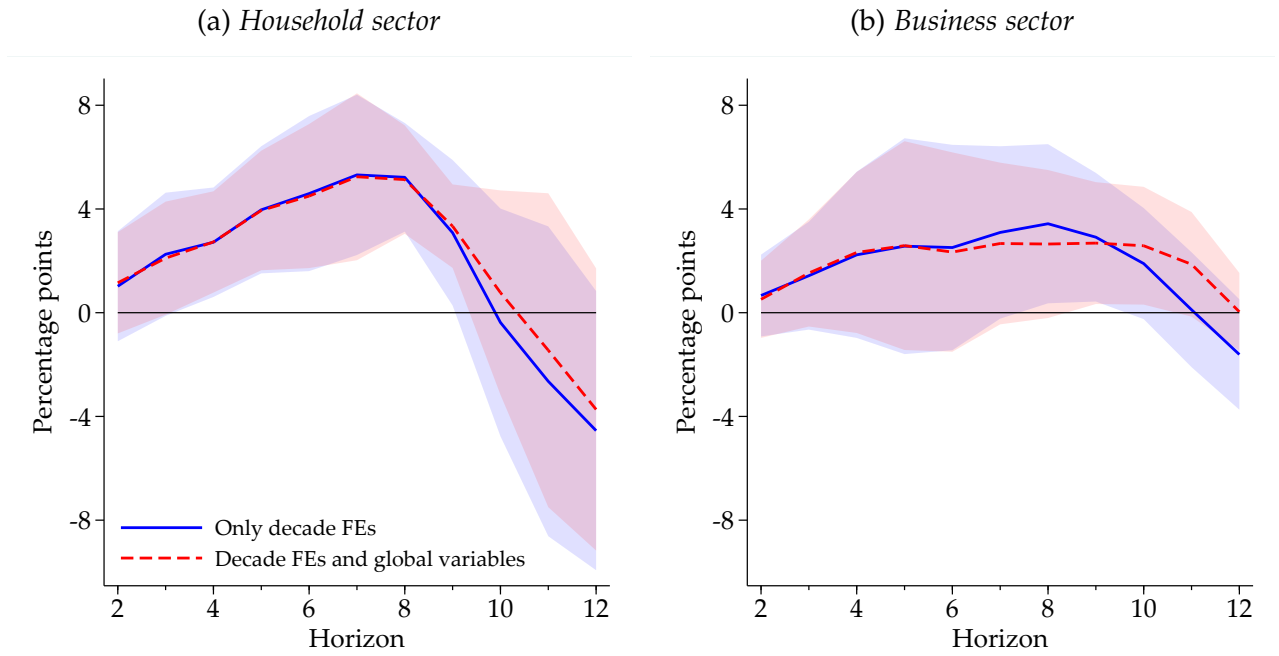 (a) Household sector
(b) Business sector
Percentage points
8
4
0
-4
-8
Only decade FEs
Decade FEs and global variables
2 4 6 8 10 12
Horizon
Percentage points
8
4
0
-4
-8
2 4 6 8 10 12
Horizon